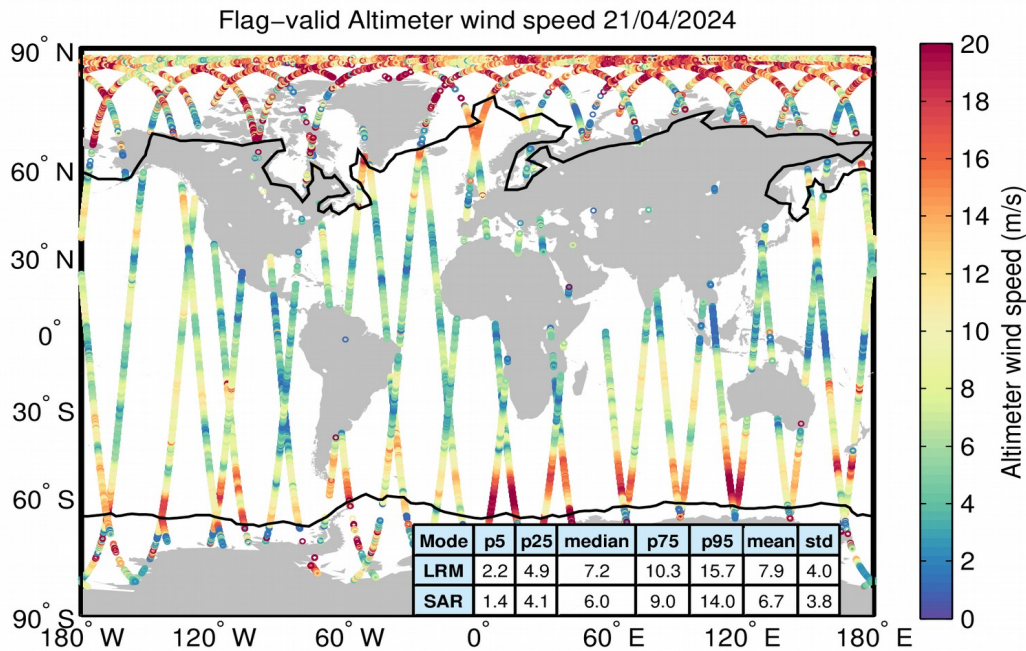 Flag−valid Altimeter wind speed 21/04/2024
90° N
60° N
30° N
0°
30° S
60° S
90° S
180° W
120° W
60° W
0°
60° E
120° E
180° E
Mode p5 p25 median p75 p95 mean std
LRM 2.2 4.9 7.2 10.3 15.7 7.9 4.0
SAR 1.4 4.1 6.0 9.0 14.0 6.7 3.8
20
18
16
14
12
10
8
6
4
2
0
Altimeter wind speed (m/s)